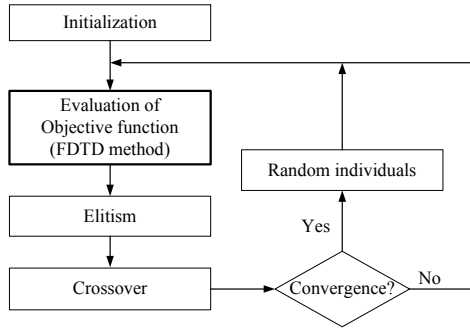 Initialization
Evaluation of
Objective function
(FDTD method)
Random individuals
Elitism
Yes
Crossover
Convergence?
No